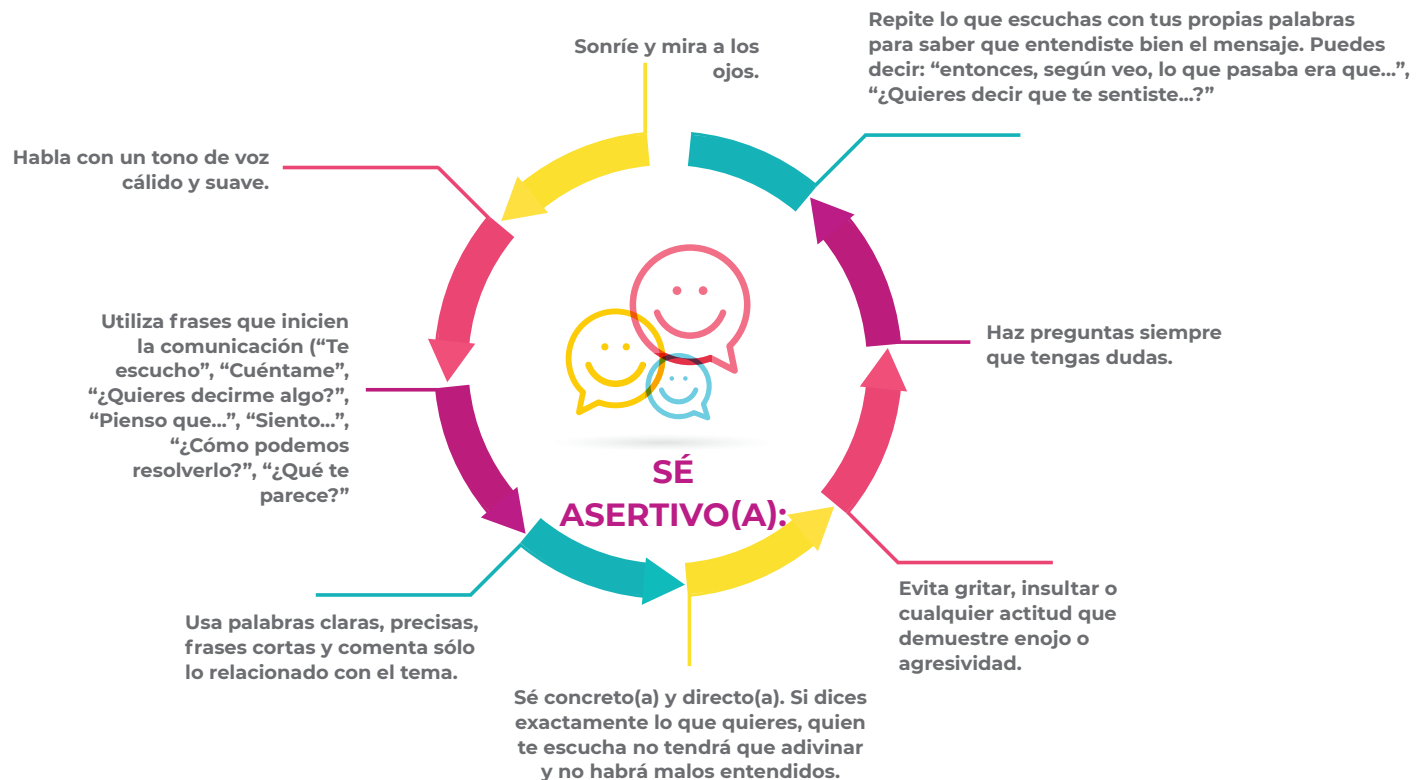 Sonríe y mira a los
ojos.
Habla con un tono de voz
cálido y suave.
Utiliza frases que inicien
la comunicación (“Te
escucho”, “Cuéntame”,
“¿Quieres decirme algo?”,
“Pienso que...”, “Siento...”,
“¿Cómo podemos
resolverlo?”, “¿Qué te
parece?”
Usa palabras claras, precisas,
frases cortas y comenta sólo
lo relacionado con el tema.
Sé concreto(a) y directo(a). Si dices
exactamente lo que quieres, quien
te escucha no tendrá que adivinar
y no habrá malos entendidos.
Evita gritar, insultar o
cualquier actitud que
demuestre enojo o
agresividad.
Haz preguntas siempre
que tengas dudas.
Repite lo que escuchas con tus propias palabras
para saber que entendiste bien el mensaje. Puedes
decir: “entonces, según veo, lo que pasaba era que...”,
“¿Quieres decir que te sentiste...?”
SÉ
ASERTIVO(A):